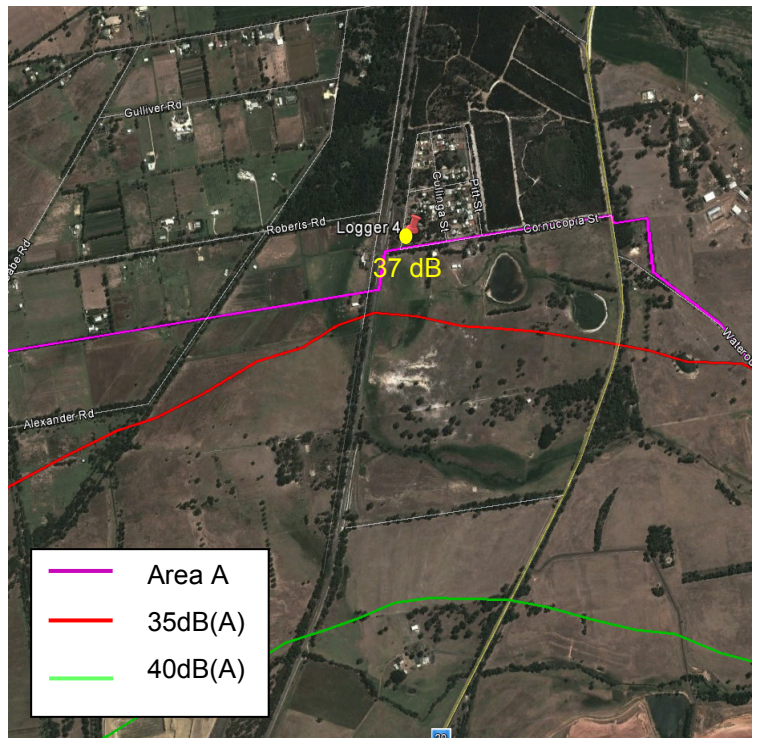 Gulliver Rd
Cullinga St
Pitt St
Roberts Rd
Logger 4
Cornucopia St
37 dB
Alexander Rd
Area A
35dB(A)
40dB(A)